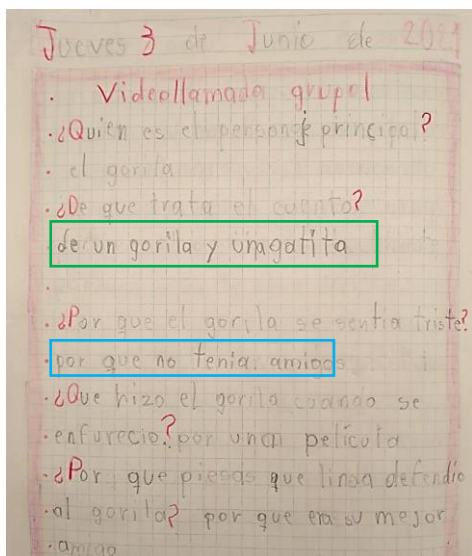 Jueves 3 de Junio de 2021
. Videollamada grupal
. ¿Quien es el personaje principal?
. el gorila
. ¿De que trata el cuento?
de un gorila y una gatita
.
. ¿Por que el gorila se sentia triste?
. por que no tenia amigos
. ¿Que hizo el gorila cuando se
. enfurecio? por una pelicula
. ¿Por que piesas que linda defendio
. al gorila? por que era su mejor
. amigo